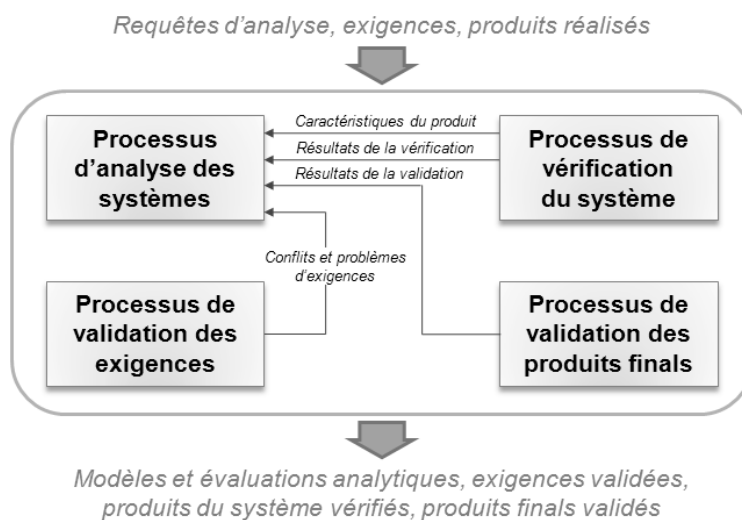 Requêtes d'analyse, exigences, produits réalisés
Processus
d'analyse des
systèmes
Caractéristiques du produit
Résultats de la vérification
Résultats de la validation
Processus de
vérification
du système
Conflits et problèmes
d'exigences
Processus de
validation des
exigences
Processus de
validation des
produits finals
Modèles et évaluations analytiques, exigences validées,
produits du système vérifiés, produits finals validés